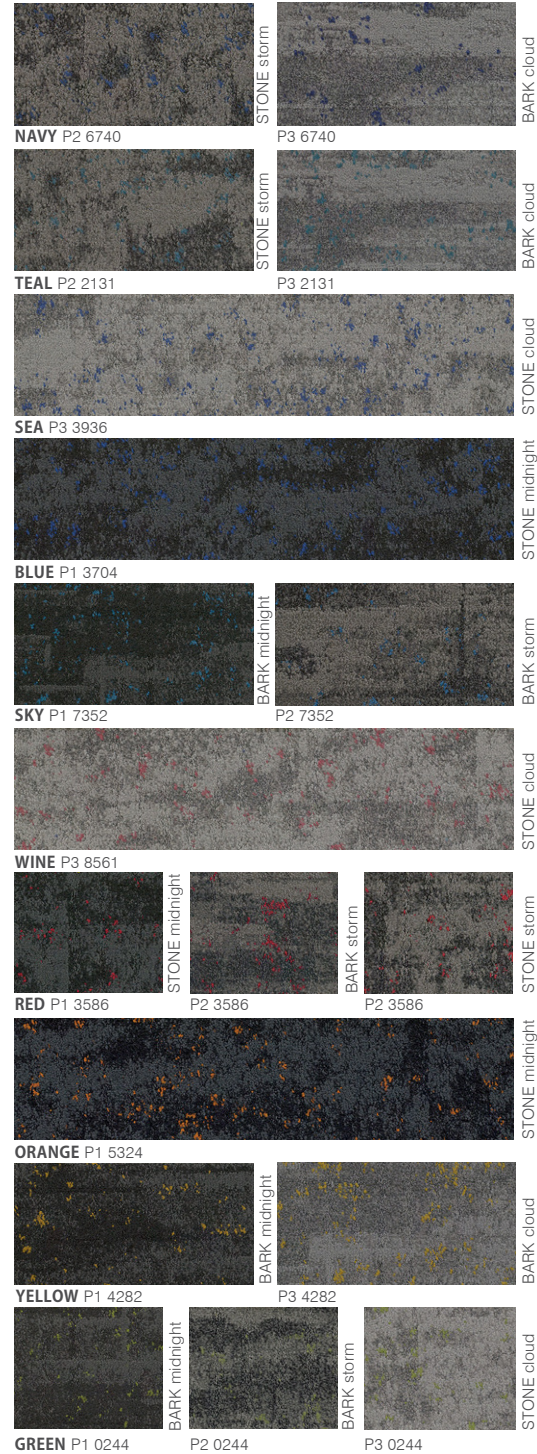 STONE storm
BARK cloud
NAVY P2 6740
P3 6740
STONE storm
BARK cloud
TEAL P2 2131
P3 2131
STONE cloud
SEA P3 3936
STONE midnight
BLUE P1 3704
BARK midnight
BARK storm
SKY P1 7352
P2 7352
STONE cloud
WINE P3 8561
STONE midnight
BARK storm
STONE storm
RED P1 3586
P2 3586
P2 3586
STONE midnight
ORANGE P1 5324
BARK midnight
BARK cloud
YELLOW P1 4282
P3 4282
BARK midnight
BARK storm
STONE cloud
GREEN P1 0244
P2 0244
P3 0244